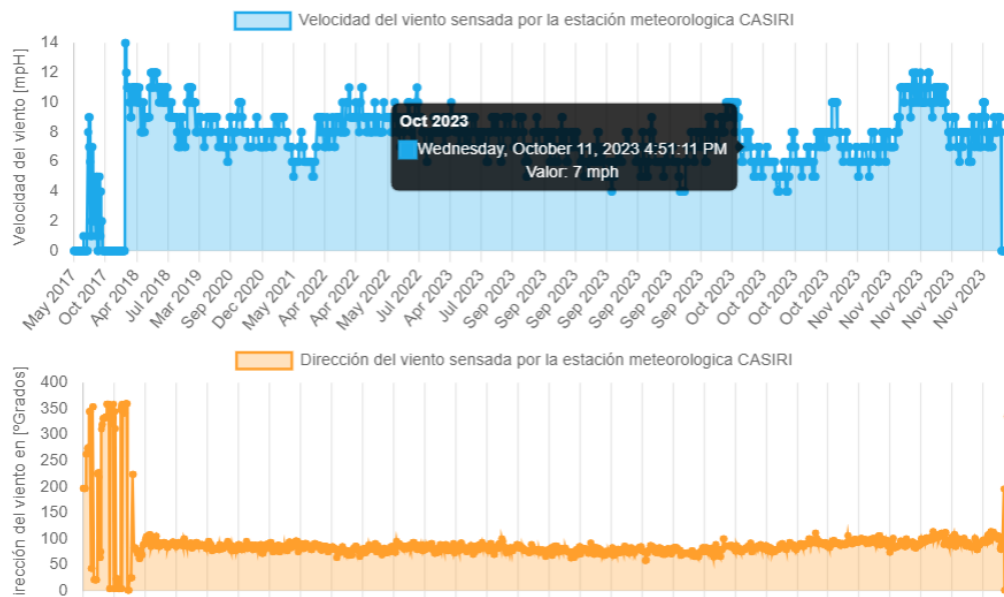 Velocidad del viento sensada por la estación meteorologica CASIRI
Velocidad del viento [mpH]
14
12
10
8
6
4
2
0
Oct 2023
Wednesday, October 11, 2023 4:51:11 PM
Valor: 7 mph
May 2017
Oct 2017
Apr 2018
Jul 2018
Mar 2019
Sep 2020
Dec 2020
May 2021
Apr 2022
Apr 2022
May 2022
Jul 2022
Apr 2023
Jul 2023
Sep 2023
Sep 2023
Sep 2023
Sep 2023
Sep 2023
Sep 2023
Sep 2023
Oct 2023
Oct 2023
Oct 2023
Oct 2023
Nov 2023
Nov 2023
Nov 2023
Nov 2023
Nov 2023
Dirección del viento sensada por la estación meteorologica CASIRI
irección del viento en [ºGrados]
400
350
300
250
200
150
100
50
0